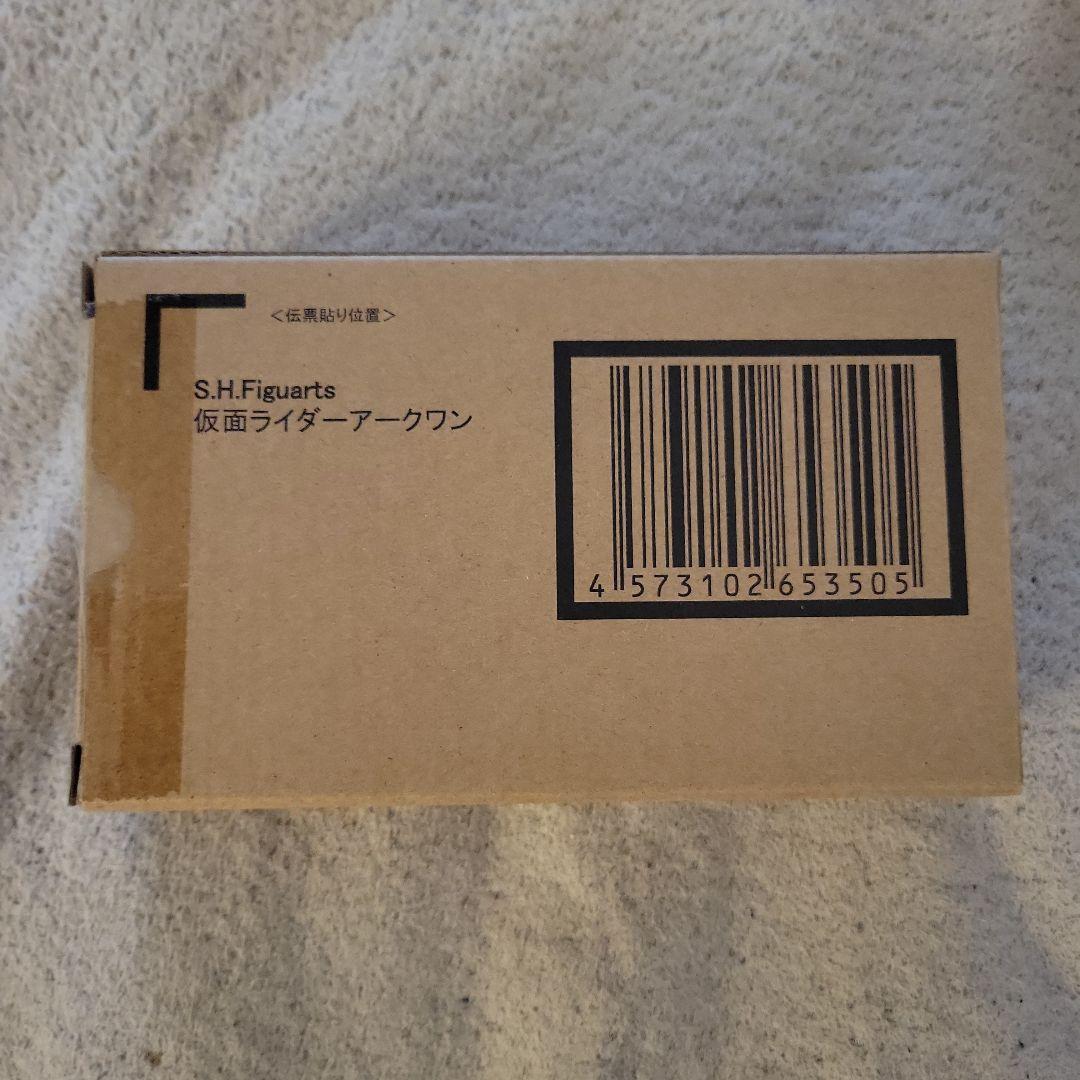 <伝票貼り位置>
S.H.Figuarts
仮面ライダーアークワン
4 573102 653505